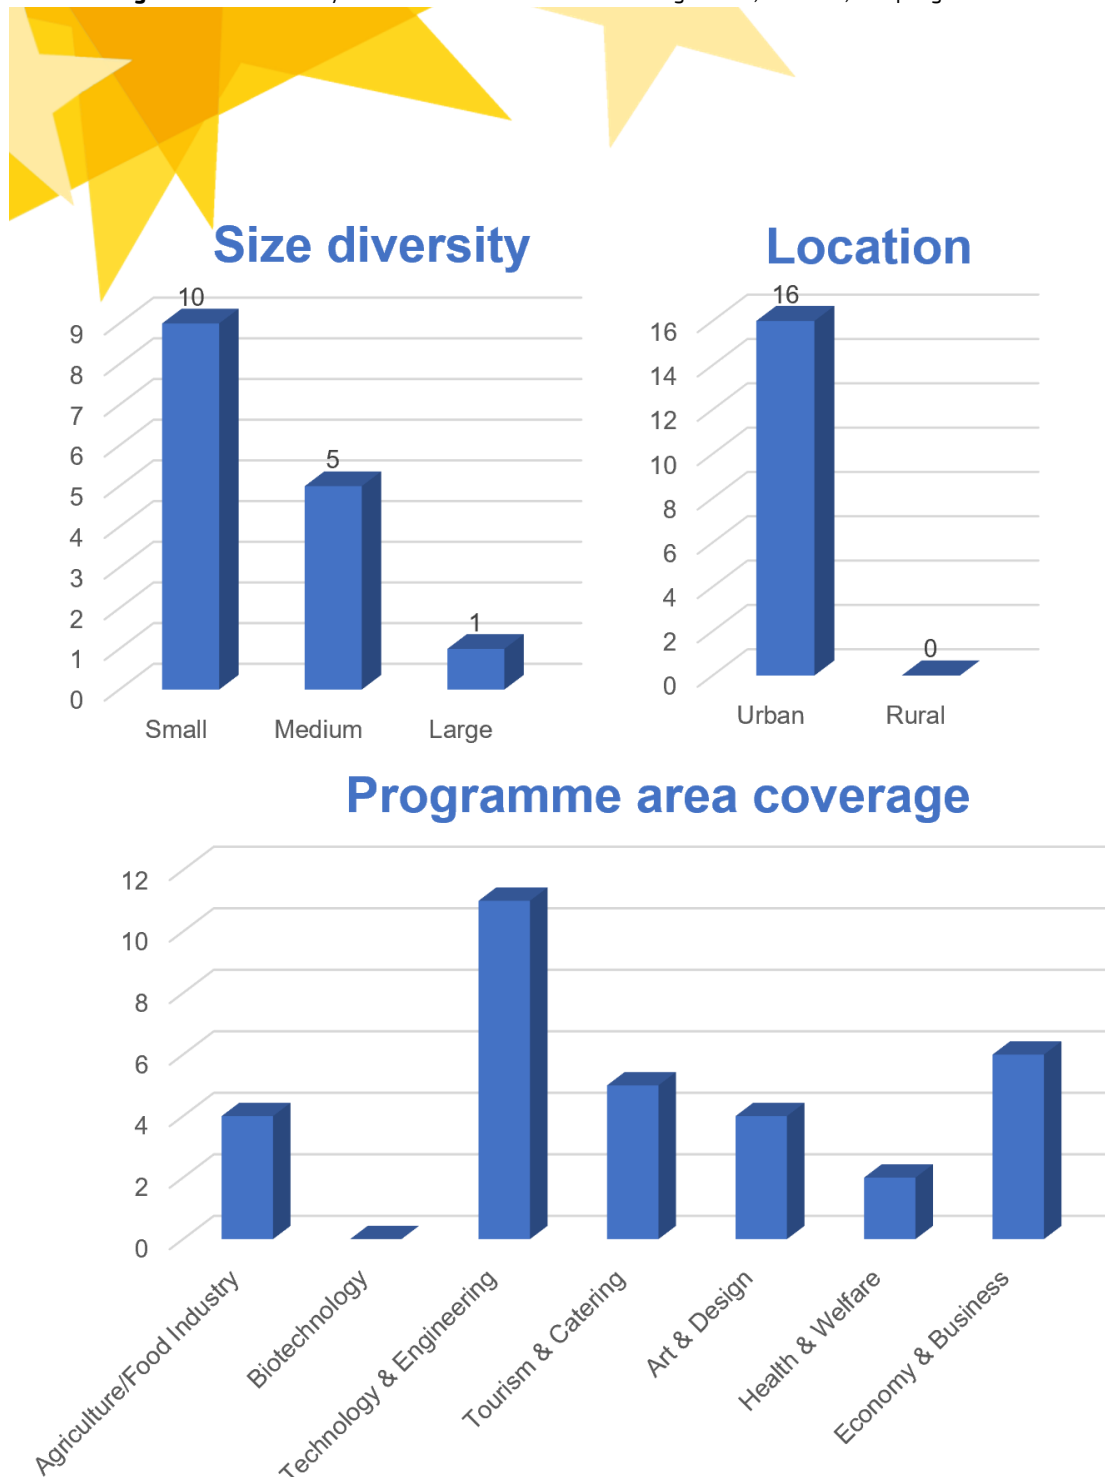 Size diversity
10
9
8
7
6
5
4
3
2
1
0
5
1
Small Medium Large
Location
16
16
14
12
10
8
6
4
2
0
0
Urban Rural
Programme area coverage
12
10
8
6
4
2
0
Agriculture/Food Industry
Biotechnology
Technology & Engineering
Tourism & Catering
Art & Design
Health & Welfare
Economy & Business